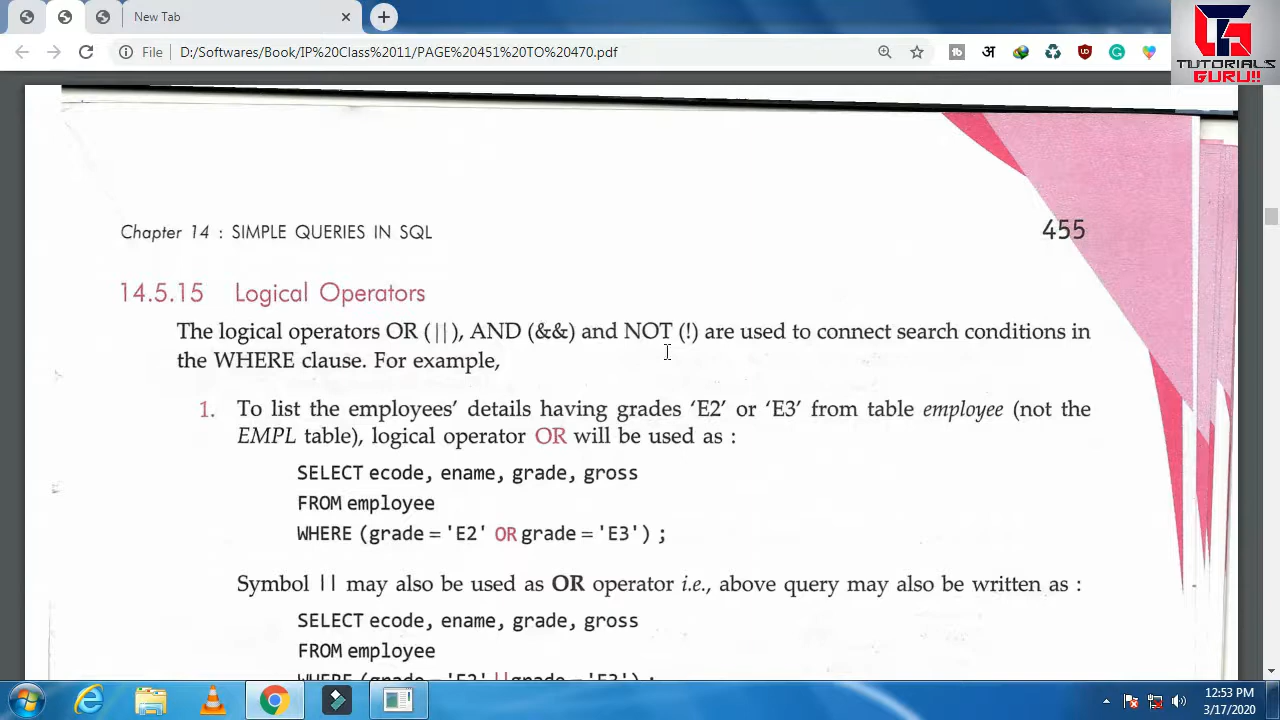 New Tab
File
D:/Softwares/Book/IP%20Class%2011/PAGE%20451%20TO%20470.pdf
अ
TUTORIALS
GURU!!
Chapter 14 : SIMPLE QUERIES IN SQL
455
14.5.15 Logical Operators
The logical operators OR (||), AND (&&) and NOT (!) are used to connect search conditions in
the WHERE clause. For example,
1. To list the employees' details having grades 'E2' or 'E3' from table employee (not the
EMPL table), logical operator OR will be used as :
SELECT ecode, ename, grade, gross
FROM employee
WHERE (grade = 'E2' OR grade = 'E3') ;
Symbol || may also be used as OR operator i.e., above query may also be written as :
SELECT ecode, ename, grade, gross
FROM employee
WHERE (grade = 'E2' || grade = 'E3') ;
12:53 PM
3/17/2020